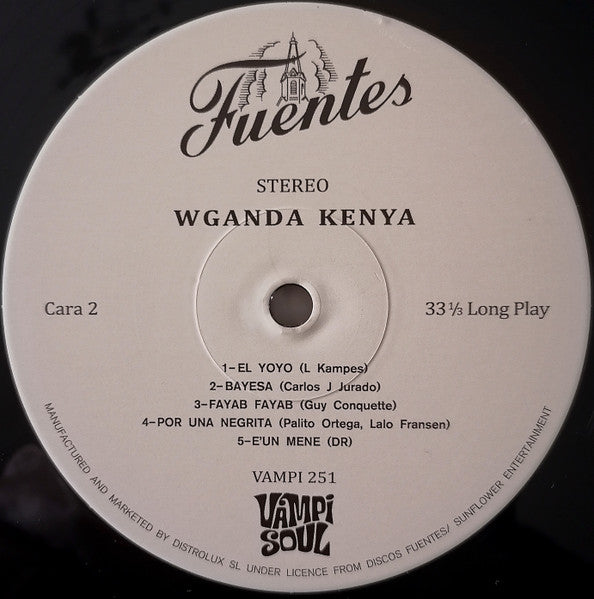 Fuentes
STEREO
WGANDA KENYA
Cara 2
33 ⅓ Long Play
1-EL YOYO (L Kampes)
2-BAYESA (Carlos J Jurado)
3-FAYAB FAYAB (Guy Conquette)
4-POR UNA NEGRITA (Palito Ortega, Lalo Fransen)
5-E'UN MENE (DR)
VAMPI 251
VAMPi
SOUL
MANUFACTURED AND MARKETED BY DISTROLUX SL UNDER LICENCE FROM DISCOS FUENTES/ SUNFLOWER ENTERTAINMENT